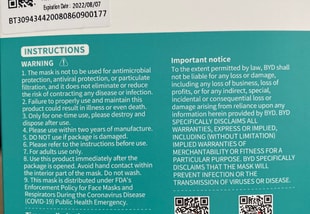 Expiration Date: 2022/08/07
BT30943442008086090017​7
INSTRUCTIONS
WARNING
1. The mask is not to be used for antimicrobial
protection, antiviral protection, or particulate
filtration, and it does not eliminate or reduce
the risk of contracting any disease or infection.
2. Failure to properly use and maintain this
product could result in illness or even death.
3. Only for one-time use, please destroy and
dispose after use.
4. Please use within two years of manufacture.
5. DO NOT use if package is damaged.
6. Please refer to the instructions before use.
7. For adults use only.
8. Use this product immediately after the
package is opened. Avoid hand contact within
the interior part of the mask. Do not wash.
9. This mask is distributed under FDA's
Enforcement Policy for Face Masks and
Respirators During the Coronavirus Disease
(COVID-19) Public Health Emergency.
Important notice
To the extent permitted by law, BYD shall
not be liable for any loss or damage,
including any loss of business, loss of
profits, or for any indirect, special,
incidental or consequential loss or
damage arising from reliance upon any
information herein provided by BYD. BYD
SPECIFICALLY DISCLAIMS ALL
WARRANTIES, EXPRESS OR IMPLIED,
INCLUDING (WITHOUT LIMITATION)
IMPLIED WARRANTIES OF
MERCHANTABILITY OR FITNESS FOR A
PARTICULAR PURPOSE. BYD SPECIFICALLY
DISCLAIMS THAT THE MASK WILL
PREVENT INFECTION OR THE
TRANSMISSION OF VIRUSES OR DISEASE.